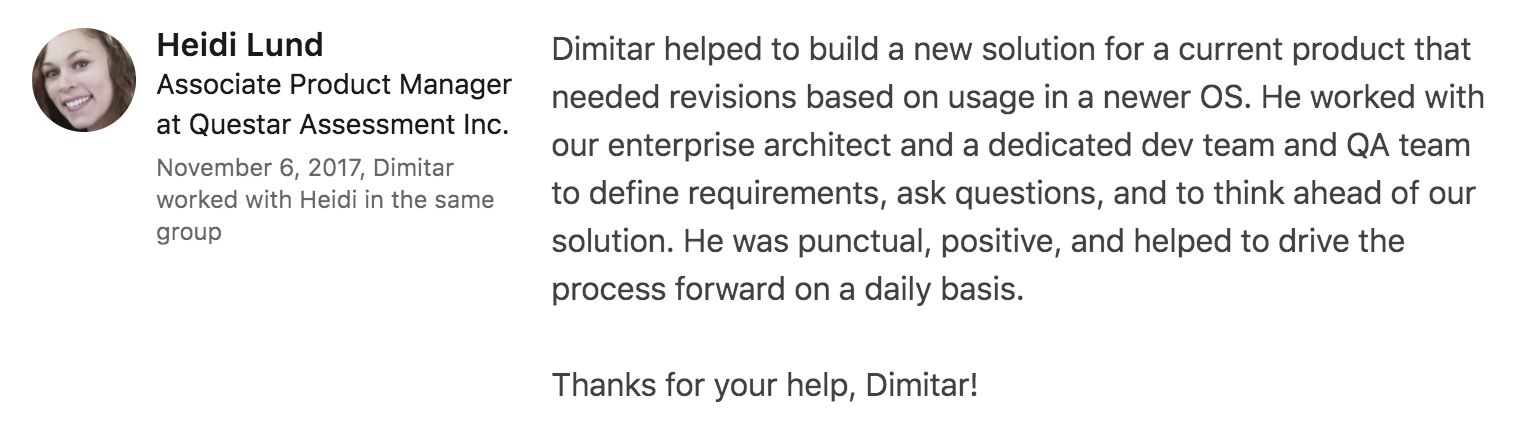 Heidi Lund
Associate Product Manager
at Questar Assessment Inc.
November 6, 2017, Dimitar
worked with Heidi in the same
group
Dimitar helped to build a new solution for a current product that
needed revisions based on usage in a newer OS. He worked with
our enterprise architect and a dedicated dev team and QA team
to define requirements, ask questions, and to think ahead of our
solution. He was punctual, positive, and helped to drive the
process forward on a daily basis.
Thanks for your help, Dimitar!